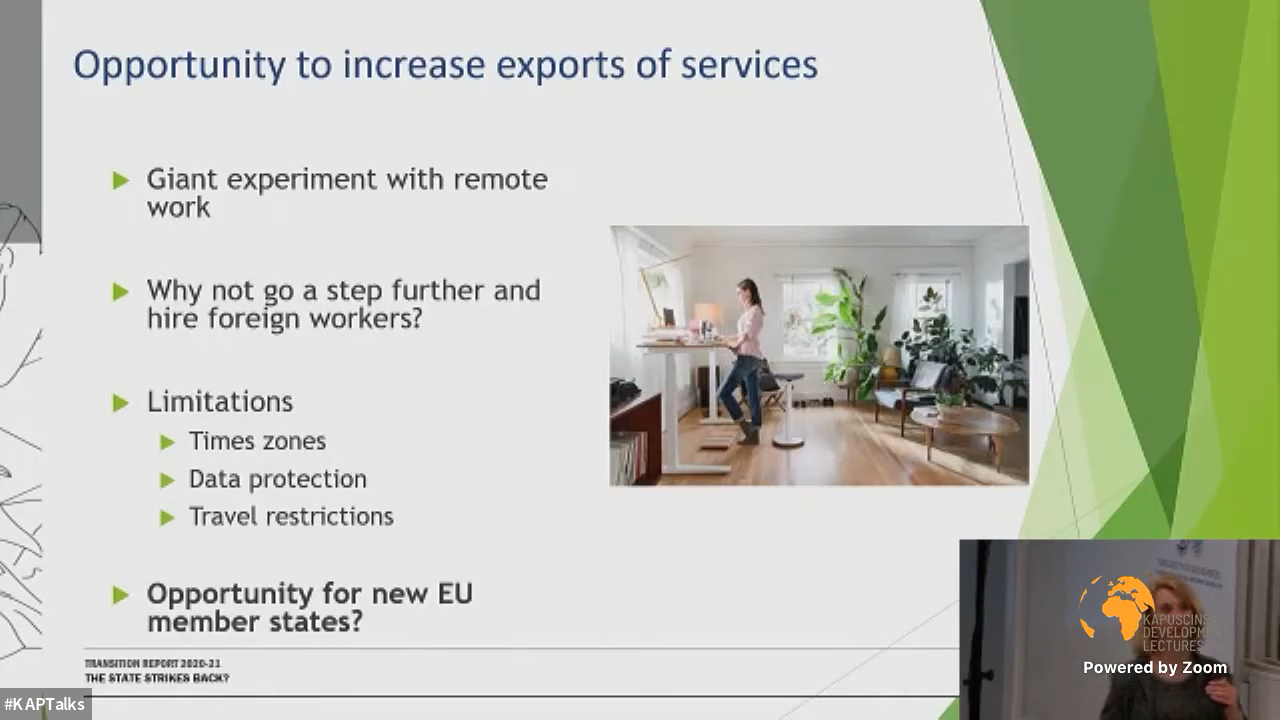 Opportunity to increase exports of services
Giant experiment with remote
work
Why not go a step further and
hire foreign workers?
Limitations
Times zones
Data protection
Travel restrictions
Opportunity for new EU
member states?
TRANSITION REPORT 2020-21
THE STATE STRIKES BACK?
#KAPTalks
DEVELOPMENT
LECTURES
Powered by Zoom